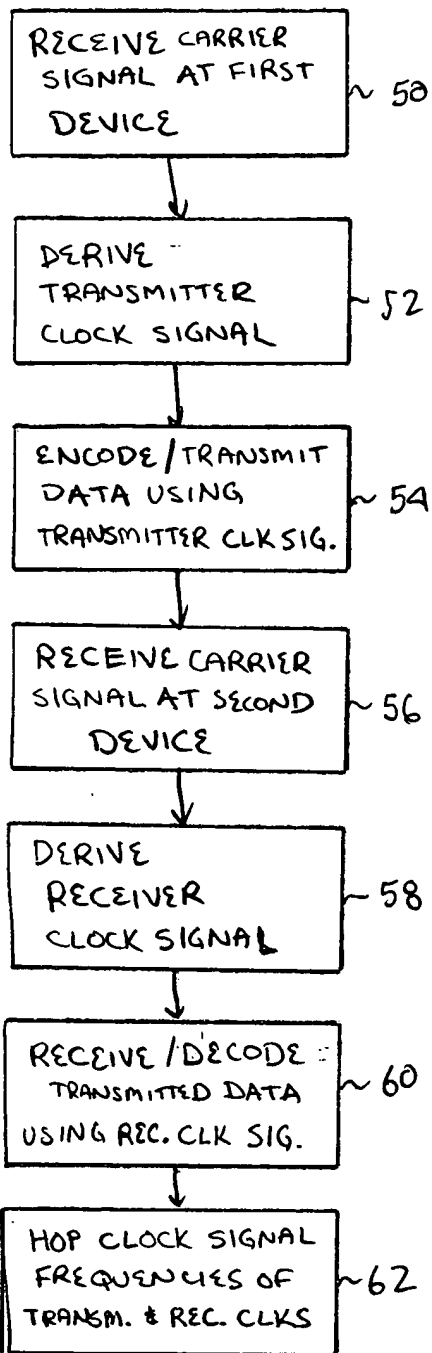 RECEIVE CARRIER
SIGNAL AT FIRST
DEVICE
50
DERIVE
TRANSMITTER
CLOCK SIGNAL
52
ENCODE/TRANSMIT
DATA USING
TRANSMITTER CLK SIG.
54
RECEIVE CARRIER
SIGNAL AT SECOND
DEVICE
56
DERIVE
RECEIVER
CLOCK SIGNAL
58
RECEIVE/DECODE
TRANSMITTED DATA
USING REC. CLK SIG.
60
HOP CLOCK SIGNAL
FREQUENCIES OF
TRANSM. & REC. CLKS
62